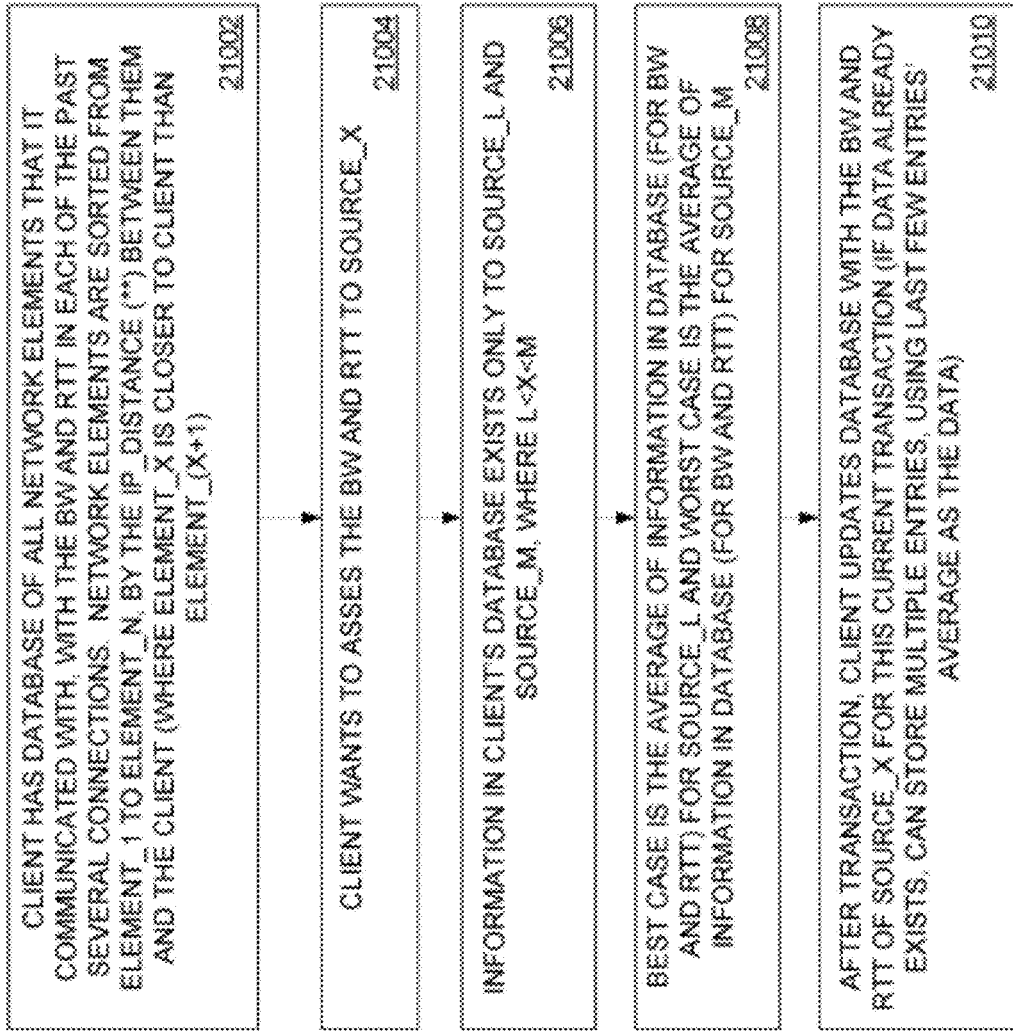 CLIENT HAS DATABASE OF ALL NETWORK ELEMENTS THAT IT
COMMUNICATED WITH, WITH THE BW AND RTT IN EACH OF THE PAST
SEVERAL CONNECTIONS. NETWORK ELEMENTS ARE SORTED FROM
ELEMENT_1 TO ELEMENT_N, BY THE IP_DISTANCE (**) BETWEEN THEM
AND THE CLIENT (WHERE ELEMENT_X IS CLOSER TO CLIENT THAN
ELEMENT_(X+1)
21002
CLIENT WANTS TO ASSES THE BW AND RTT TO SOURCE_X
21004
INFORMATION IN CLIENT'S DATABASE EXISTS ONLY TO SOURCE_L AND
SOURCE_M, WHERE L<X<M
21006
BEST CASE IS THE AVERAGE OF INFORMATION IN DATABASE (FOR BW
AND RTT) FOR SOURCE_L AND WORST CASE IS THE AVERAGE OF
INFORMATION IN DATABASE (FOR BW AND RTT) FOR SOURCE_M
21008
AFTER TRANSACTION, CLIENT UPDATES DATABASE WITH THE BW AND
RTT OF SOURCE_X FOR THIS CURRENT TRANSACTION (IF DATA ALREADY
EXISTS, CAN STORE MULTIPLE ENTRIES, USING LAST FEW ENTRIES'
AVERAGE AS THE DATA)
21010